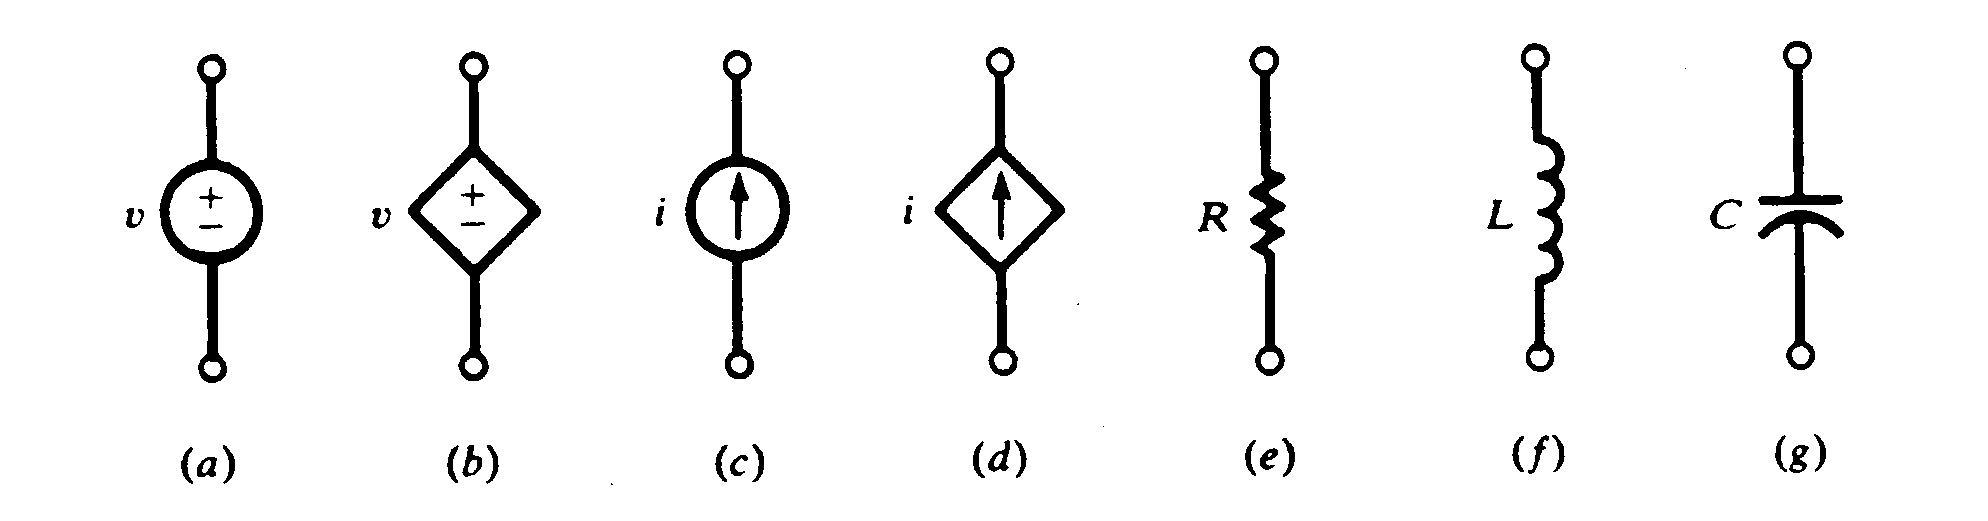 v + − v + − i i R L C
(a) (b) (c) (d) (e) (f) (g)